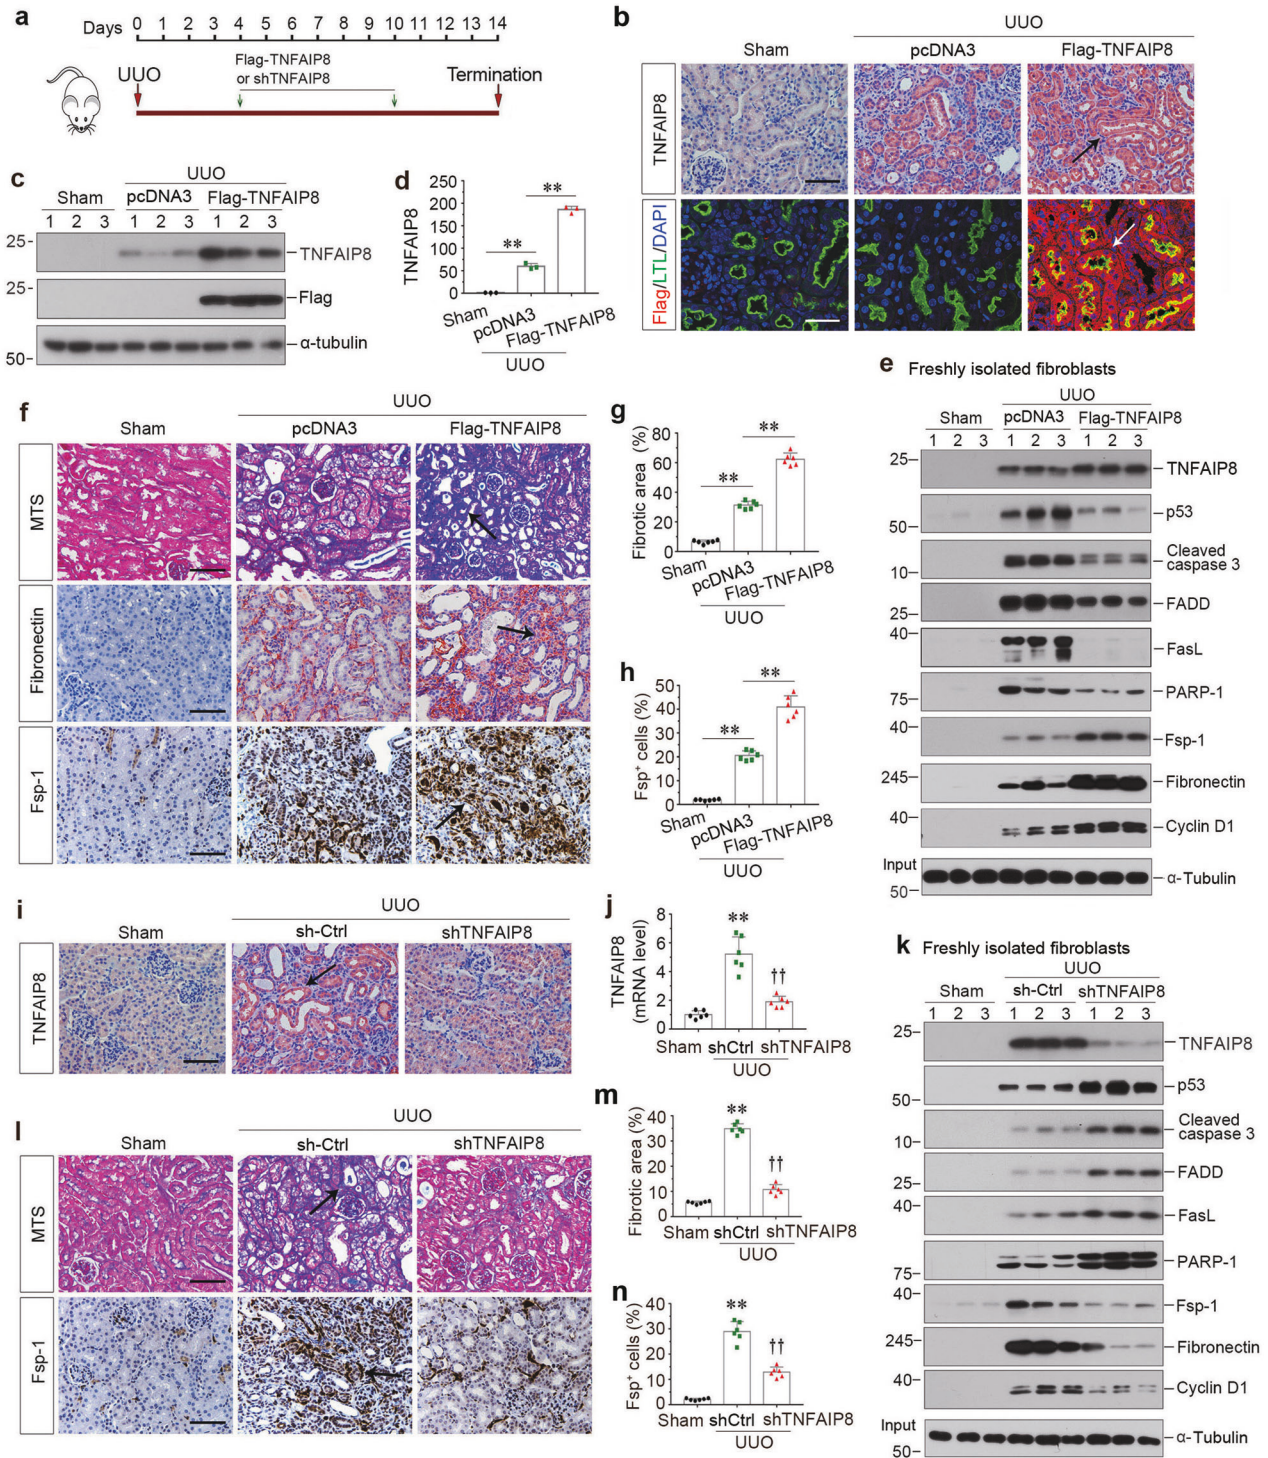 a
Days 0 1 2 3 4 5 6 7 8 9 10 11 12 13 14
UUO
Flag-TNFAIP8
or shTNFAIP8
Termination
b
UUO
Sham pcDNA3 Flag-TNFAIP8
TNFAIP8
Flag/LTL/DAPI
c
UUO
Sham pcDNA3 Flag-TNFAIP8
1 2 3 1 2 3 1 2 3
25 TNFAIP8
25 Flag
50 α-tubulin
d
TNFAIP8
250
200
150
100
50
0
**
**
Sham
pcDNA3
Flag-TNFAIP8
UUO
e Freshly isolated fibroblasts
UUO
Sham pcDNA3 Flag-TNFAIP8
1 2 3 1 2 3 1 2 3
25 TNFAIP8
50 p53
10 Cleaved
caspase 3
25 FADD
40 FasL
75 PARP-1
40 Fsp-1
245 Fibronectin
40 Cyclin D1
Input
50 α-Tubulin
f
UUO
Sham pcDNA3 Flag-TNFAIP8
MTS
Fibronectin
Fsp-1
g
Fibrotic area (%)
80
60
40
20
0
**
**
Sham
pcDNA3
Flag-TNFAIP8
UUO
h
Fsp+ cells (%)
50
40
30
20
10
0
**
**
Sham
pcDNA3
Flag-TNFAIP8
UUO
i
UUO
Sham sh-Ctrl shTNFAIP8
TNFAIP8
j
TNFAIP8
(mRNA level)
8
6
4
2
0
**
††
Sham shCtrl shTNFAIP8
UUO
k Freshly isolated fibroblasts
UUO
Sham sh-Ctrl shTNFAIP8
1 2 3 1 2 3 1 2 3
25 TNFAIP8
50 p53
10 Cleaved
caspase 3
25 FADD
40 FasL
75 PARP-1
40 Fsp-1
245 Fibronectin
40 Cyclin D1
Input
50 α-Tubulin
l
UUO
Sham sh-Ctrl shTNFAIP8
MTS
Fsp-1
m
Fibrotic area (%)
40
30
20
10
0
**
††
Sham shCtrl shTNFAIP8
UUO
n
Fsp+ cells (%)
40
30
20
10
0
**
††
Sham shCtrl shTNFAIP8
UUO